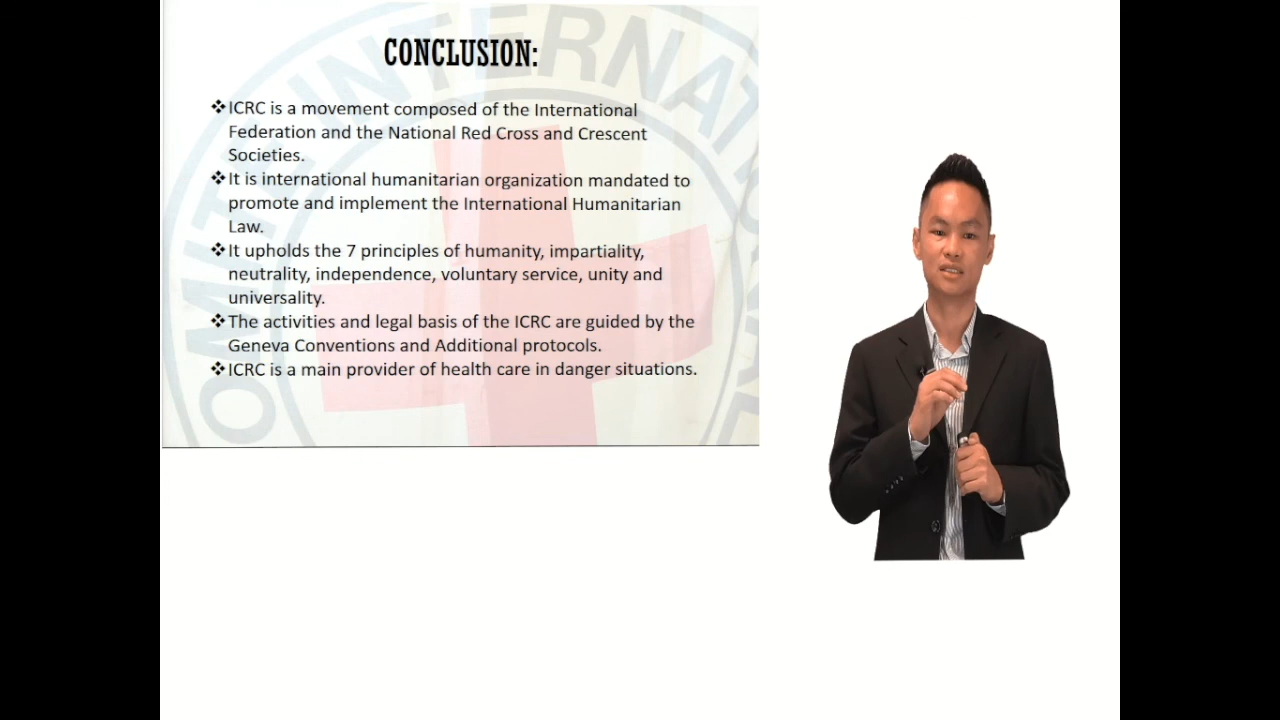 CONCLUSION:
❖ICRC is a movement composed of the International
Federation and the National Red Cross and Crescent
Societies.
❖It is international humanitarian organization mandated to
promote and implement the International Humanitarian
Law.
❖It upholds the 7 principles of humanity, impartiality,
neutrality, independence, voluntary service, unity and
universality.
❖The activities and legal basis of the ICRC are guided by the
Geneva Conventions and Additional protocols.
❖ICRC is a main provider of health care in danger situations.
OMITE INTERNATIONAL